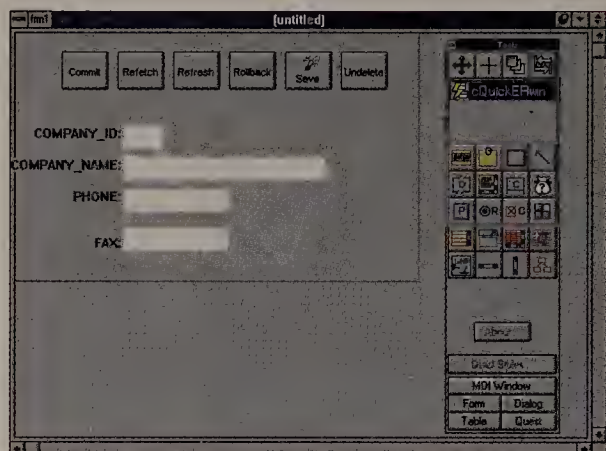 frm1 [untitled]
Tools
Commit Refetch Refresh Rollback Save Undelete
cQuickERwin
COMPANY_ID:
COMPANY_NAME:
PHONE:
FAX:
MDI Window
Form Dialog
Table Quest